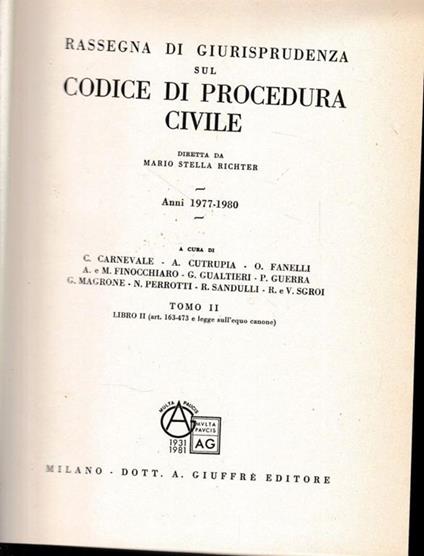 RASSEGNA DI GIURISPRUDENZA
SUL
CODICE DI PROCEDURA
CIVILE
DIRETTA DA
MARIO STELLA RICHTER
Anni 1977-1980
A CURA DI
C. CARNEVALE - A. CUTRUPIA - O. FANELLI
A. e M. FINOCCHIARO - G. GUALTIERI - P. GUERRA
G. MAGRONE - N. PERROTTI - R. SANDULLI - R. e V. SGROI
TOMO II
LIBRO II (art. 163-473 e legge sull'equo canone)
MULTA PAUCIS
AG
1931
1981
MVLTA
PAVCIS
AG
MILANO - DOTT. A. GIUFFRÈ EDITORE